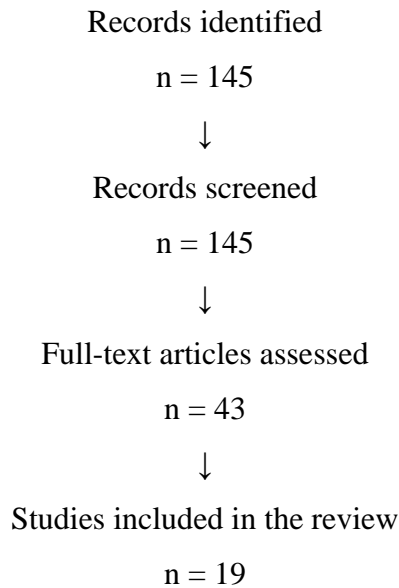 Records identified
n = 145
↓
Records screened
n = 145
↓
Full-text articles assessed
n = 43
↓
Studies included in the review
n = 19